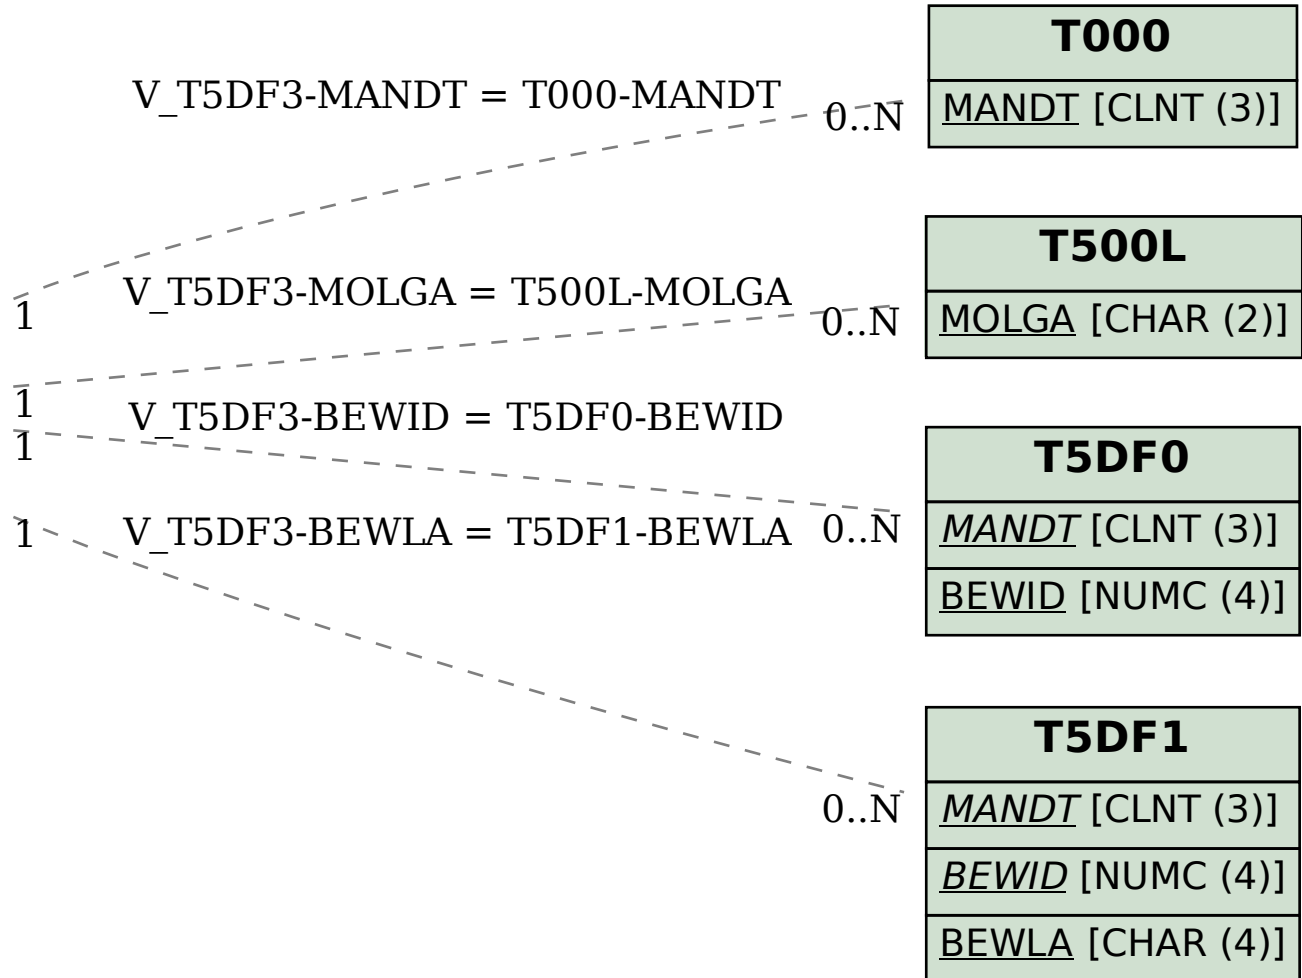 T000
V_T5DF3-MANDT = T000-MANDT
0..N
MANDT [CLNT (3)]
T500L
V_T5DF3-MOLGA = T500L-MOLGA
1
0..N
MOLGA [CHAR (2)]
1
V_T5DF3-BEWID = T5DF0-BEWID
1
T5DF0
1
V_T5DF3-BEWLA = T5DF1-BEWLA
0..N
MANDT [CLNT (3)]
BEWID [NUMC (4)]
T5DF1
0..N
MANDT [CLNT (3)]
BEWID [NUMC (4)]
BEWLA [CHAR (4)]